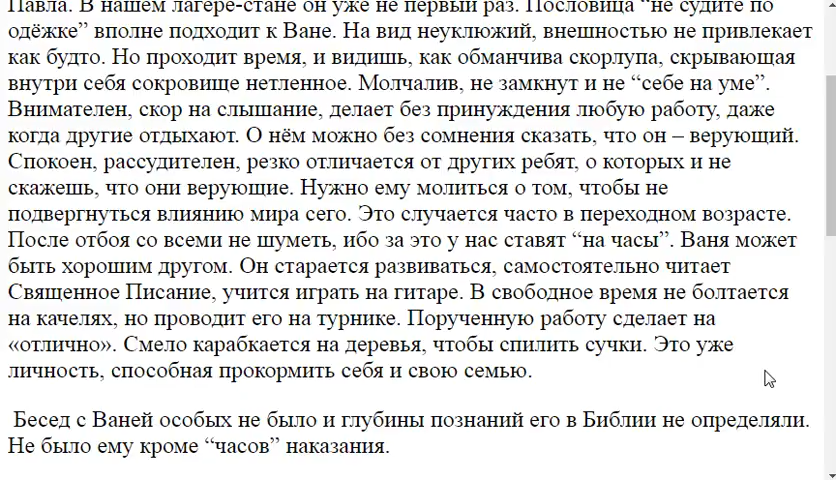 Павла. В нашем лагере-стане он уже не первый раз. Пословица “не судите по
одёжке” вполне подходит к Ване. На вид неуклюжий, внешностью не привлекает
как будто. Но проходит время, и видишь, как обманчива скорлупа, скрывающая
внутри себя сокровище нетленное. Молчалив, не замкнут и не “себе на уме”.
Внимателен, скор на слышание, делает без принуждения любую работу, даже
когда другие отдыхают. О нём можно без сомнения сказать, что он – верующий.
Спокоен, рассудителен, резко отличается от других ребят, о которых и не
скажешь, что они верующие. Нужно ему молиться о том, чтобы не
подвергнуться влиянию мира сего. Это случается часто в переходном возрасте.
После отбоя со всеми не шуметь, ибо за это у нас ставят “на часы”. Ваня может
быть хорошим другом. Он старается развиваться, самостоятельно читает
Священное Писание, учится играть на гитаре. В свободное время не болтается
на качелях, но проводит его на турнике. Порученную работу сделает на
«отлично». Смело карабкается на деревья, чтобы спилить сучки. Это уже
личность, способная прокормить себя и свою семью.
Бесед с Ваней особых не было и глубины познаний его в Библии не определяли.
Не было ему кроме “часов” наказания.